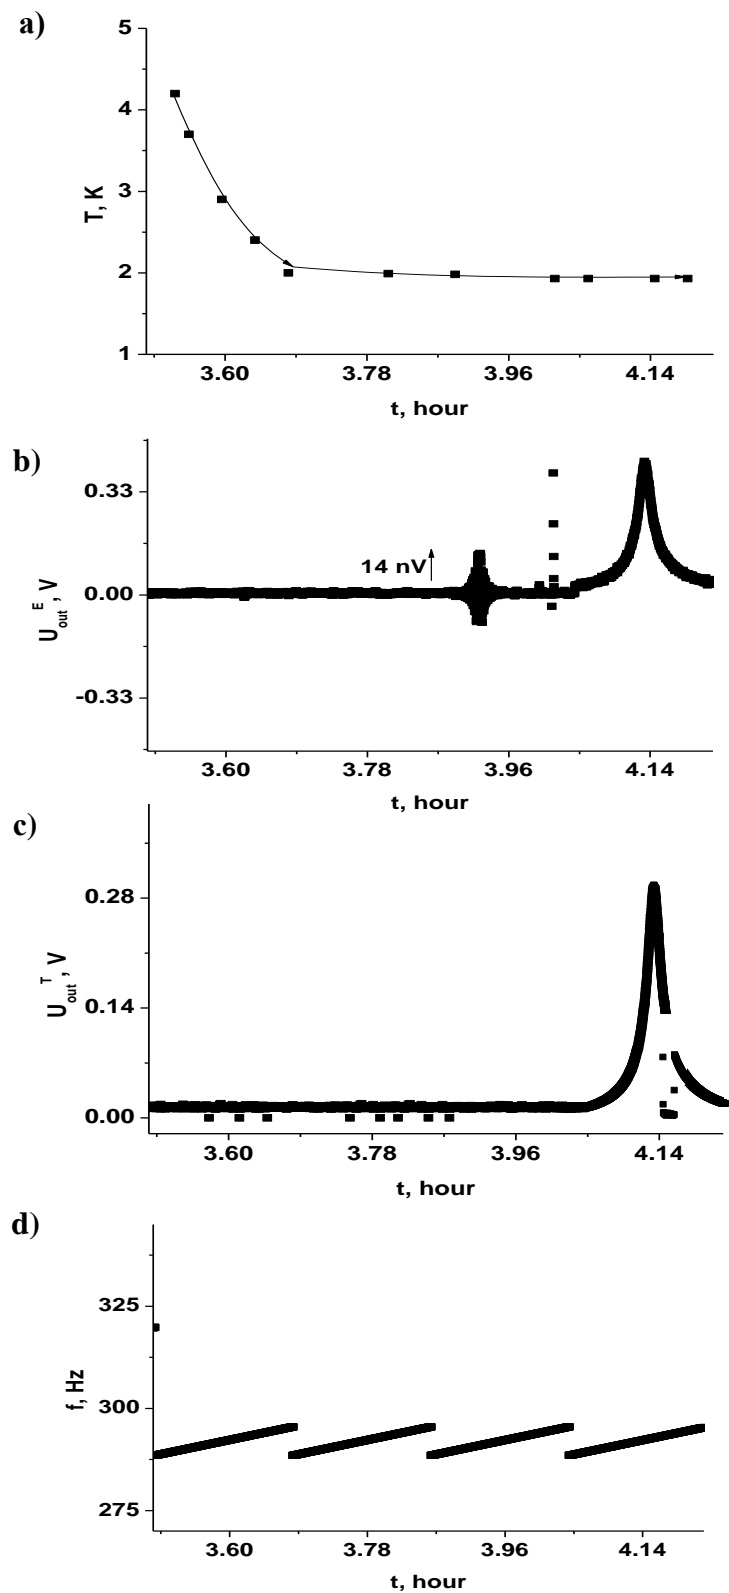 a)
5
4
3
2
1
T, K
3.60 3.78 3.96 4.14
t, hour
b)
0.33
0.00
-0.33
U_out^E, V
14 nV
3.60 3.78 3.96 4.14
t, hour
c)
0.28
0.14
0.00
U_out^T, V
3.60 3.78 3.96 4.14
t, hour
d)
325
300
275
f, Hz
3.60 3.78 3.96 4.14
t, hour